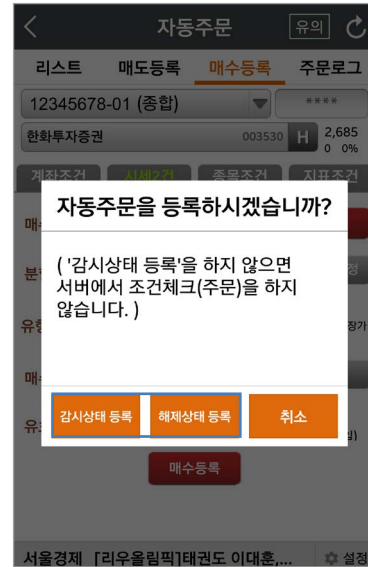 자동주문 유의
리스트 매도등록 매수등록 주문로그
12345678-01 (종합) ****
한화투자증권 003530 H 2,685
0 0%
계좌조건 시세2건 종목조건 지표조건
자동주문을 등록하시겠습니까?
( '감시상태 등록'을 하지 않으면
서버에서 조건체크(주문)을 하지
않습니다. )
감시상태 등록 해제상태 등록 취소
매수등록
서울경제 [리우올림픽]태권도 이대훈,... 설정